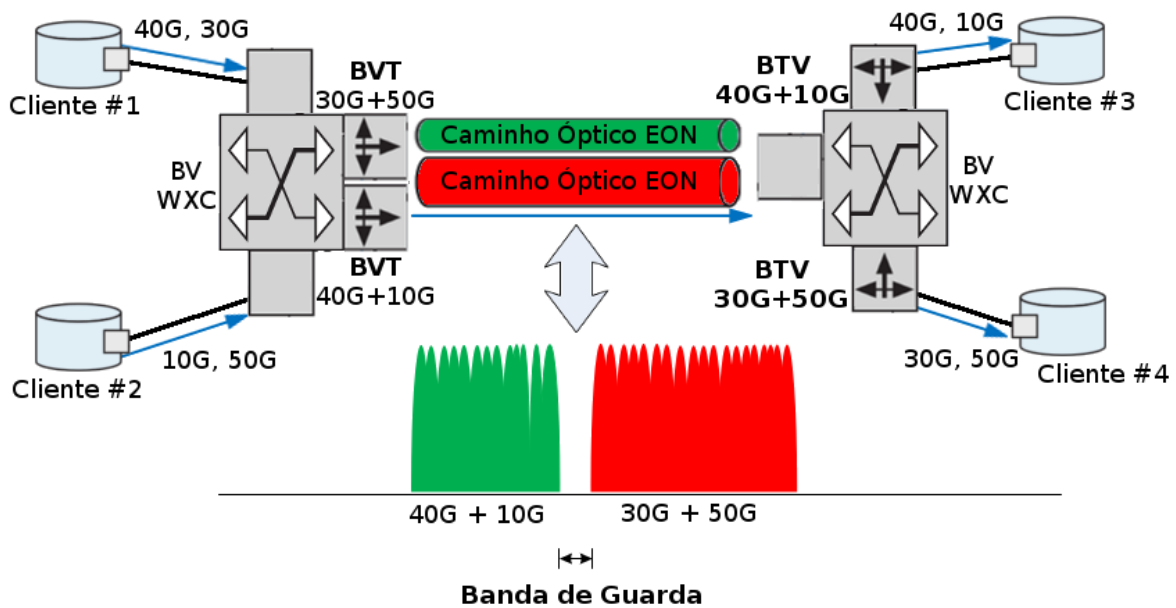 40G, 30G
Cliente #1
BVT
30G+50G
BTV
40G+10G
40G, 10G
Cliente #3
Caminho Óptico EON
Caminho Óptico EON
BV
WXC
BV
WXC
BVT
40G+10G
BTV
30G+50G
10G, 50G
Cliente #2
30G, 50G
Cliente #4
40G + 10G
30G + 50G
Banda de Guarda